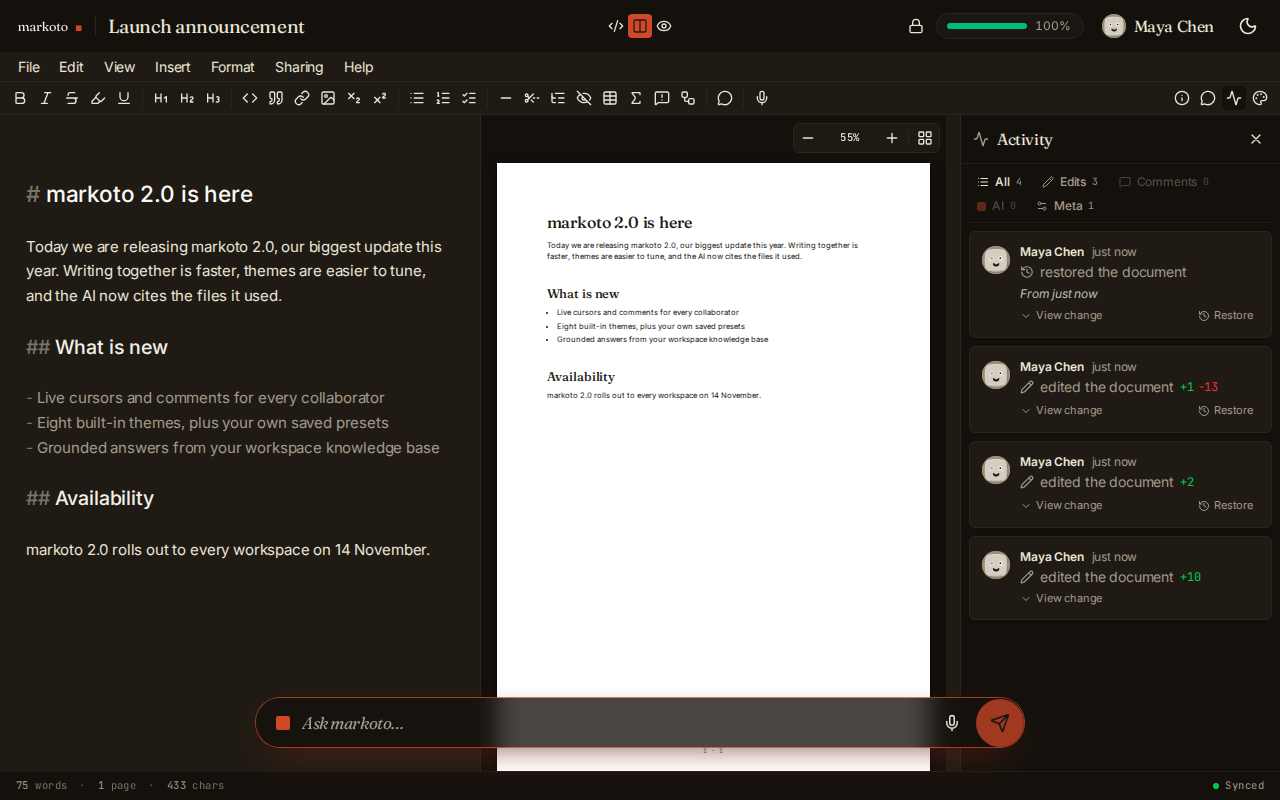 markoto
Launch announcement
100%
Maya Chen
File Edit View Insert Format Sharing Help
H1 H2 H3
55%
# markoto 2.0 is here
Today we are releasing markoto 2.0, our biggest update this
year. Writing together is faster, themes are easier to tune,
and the AI now cites the files it used.
## What is new
- Live cursors and comments for every collaborator
- Eight built-in themes, plus your own saved presets
- Grounded answers from your workspace knowledge base
## Availability
markoto 2.0 rolls out to every workspace on 14 November.
markoto 2.0 is here
Today we are releasing markoto 2.0, our biggest update this year. Writing together is
faster, themes are easier to tune, and the AI now cites the files it used.
What is new
• Live cursors and comments for every collaborator
• Eight built-in themes, plus your own saved presets
• Grounded answers from your workspace knowledge base
Availability
markoto 2.0 rolls out to every workspace on 14 November.
1 - 1
Activity
All 4 Edits 3 Comments 0
AI 0 Meta 1
Maya Chen just now
restored the document
From just now
View change Restore
Maya Chen just now
edited the document +1 -13
View change Restore
Maya Chen just now
edited the document +2
View change Restore
Maya Chen just now
edited the document +10
View change
Ask markoto...
75 words · 1 page · 433 chars
Synced